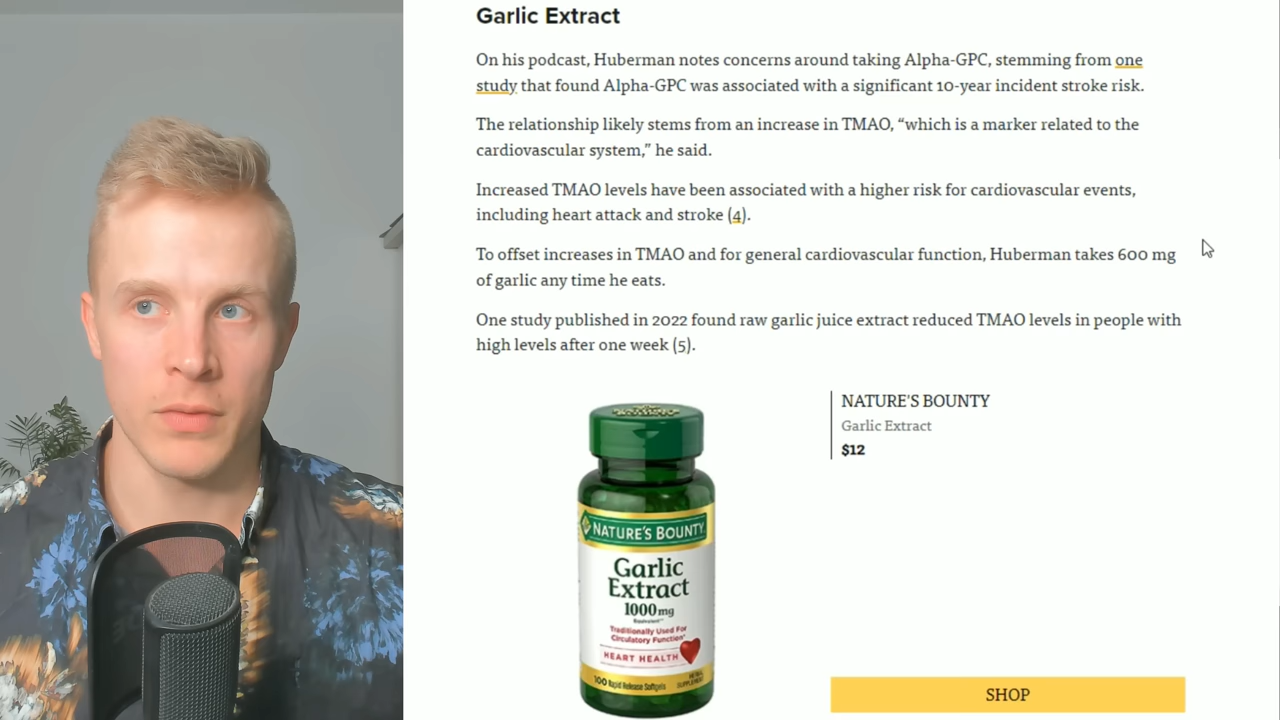 Garlic Extract
On his podcast, Huberman notes concerns around taking Alpha-GPC, stemming from one
study that found Alpha-GPC was associated with a significant 10-year incident stroke risk.
The relationship likely stems from an increase in TMAO, “which is a marker related to the
cardiovascular system,” he said.
Increased TMAO levels have been associated with a higher risk for cardiovascular events,
including heart attack and stroke (4).
To offset increases in TMAO and for general cardiovascular function, Huberman takes 600 mg
of garlic any time he eats.
One study published in 2022 found raw garlic juice extract reduced TMAO levels in people with
high levels after one week (5).
NATURE'S BOUNTY
Garlic Extract
$12
NATURE'S BOUNTY
Garlic
Extract
1000mg
Traditionally Used For
Circulatory Function*
HEART HEALTH
100 Rapid Release Softgels
SHOP